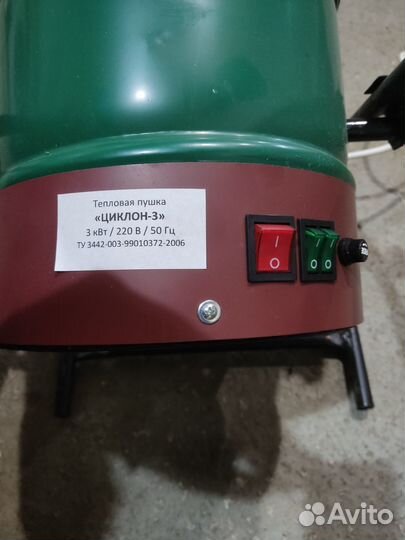 Тепловая пушка
«ЦИКЛОН-3»
3 кВт / 220 В / 50 Гц
ТУ 3442-003-99010372-2006
Avito